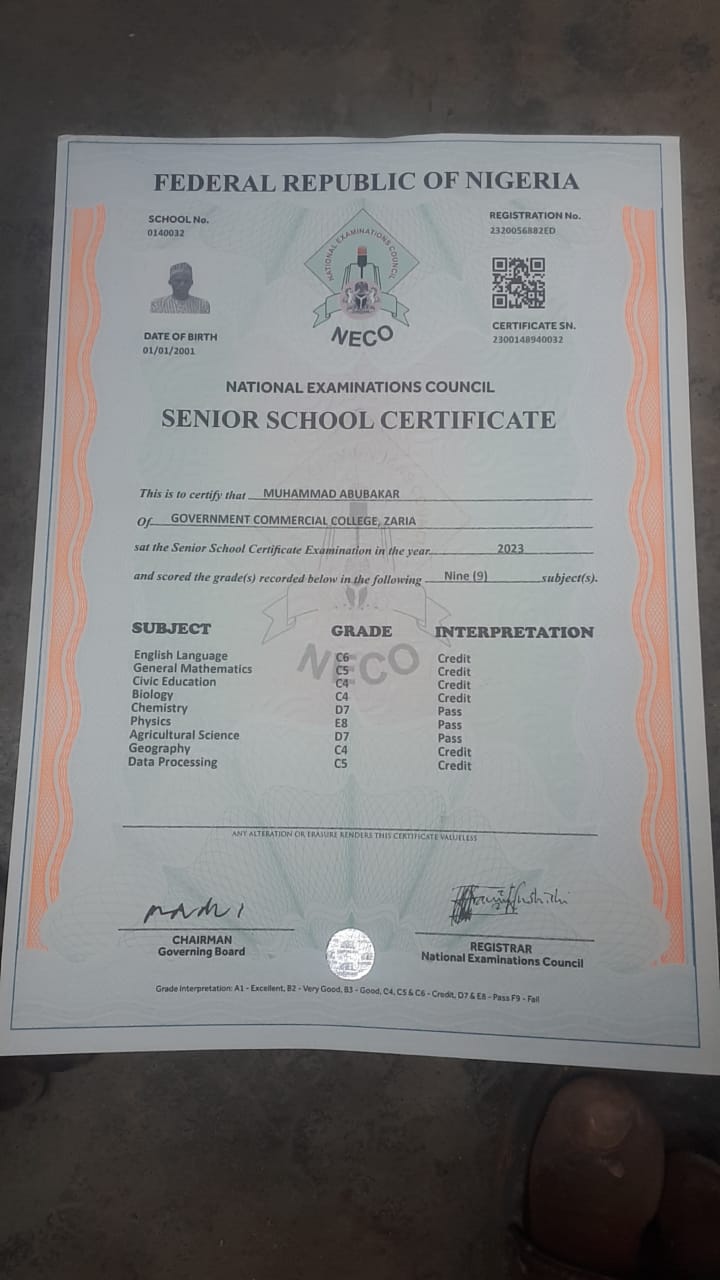 FEDERAL REPUBLIC OF NIGERIA
SCHOOL No.
0140032
REGISTRATION No.
2320056882ED
NATIONAL EXAMINATIONS COUNCIL
NECO
DATE OF BIRTH
01/01/2001
CERTIFICATE SN.
2300148940032
NATIONAL EXAMINATIONS COUNCIL
SENIOR SCHOOL CERTIFICATE
This is to certify that MUHAMMAD ABUBAKAR
Of GOVERNMENT COMMERCIAL COLLEGE, ZARIA
sat the Senior School Certificate Examination in the year 2023
and scored the grade(s) recorded below in the following Nine (9) subject(s).
NECO
SUBJECT GRADE INTERPRETATION
English Language C6 Credit
General Mathematics C5 Credit
Civic Education C4 Credit
Biology C4 Credit
Chemistry D7 Pass
Physics E8 Pass
Agricultural Science D7 Pass
Geography C4 Credit
Data Processing C5 Credit
ANY ALTERATION OR ERASURE RENDERS THIS CERTIFICATE VALUELESS
CHAIRMAN
Governing Board
REGISTRAR
National Examinations Council
Grade Interpretation: A1 - Excellent, B2 - Very Good, B3 - Good, C4, C5 & C6 - Credit, D7 & E8 - Pass F9 - Fail